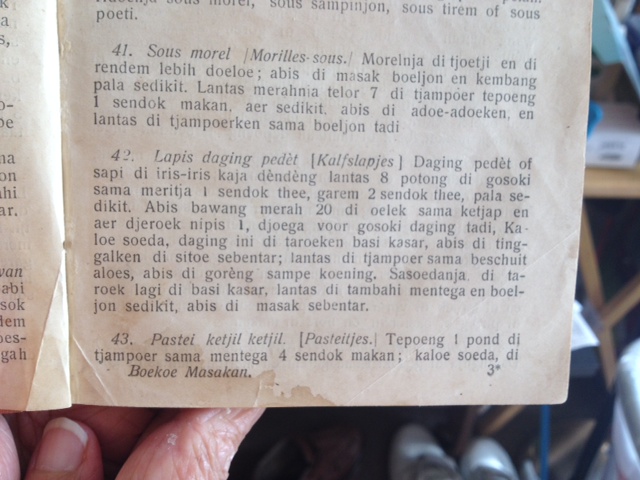 sous sampinjon, sous tirem of sous
poeti.
41. Sous morel [Morilles-sous.] Morelnja di tjoetji en di
rendem lebih doeloe; abis di masak boeljon en kembang
pala sedikit. Lantas merahnia telor 7 di tjampoer tepoeng
1 sendok makan, aer sedikit, abis di adoe-adoeken, en
lantas di tjampoerken sama boeljon tadi
42. Lapis daging pedèt [Kalfslapjes] Daging pedèt of
sapi di iris-iris kaja dèndèng lantas 8 potong di gosoki
sama meritja 1 sendok thee, garem 2 sendok thee, pala se-
dikit. Abis bawang merah 20 di oelek sama ketjap en
aer djeroek nipis 1, djoega voor gosoki daging tadi, Ka-
loe soeda, daging ini di taroeken basi kasar, abis di ting-
galken di sitoe sebentar; lantas di tjampoer sama beschuit
aloes, abis di gorèng sampe koening. Sasoedanja di ta-
roek lagi di basi kasar, lantas di tambahi mentega en boel-
jon sedikit, abis di masak sebentar.
43. Pastei ketjil ketjil. [Pasteitjes.] Tepoeng 1 pond di
tjampoer sama mentega 4 sendok makan; kaloe soeda, di
Boekoe Masakan. 3*